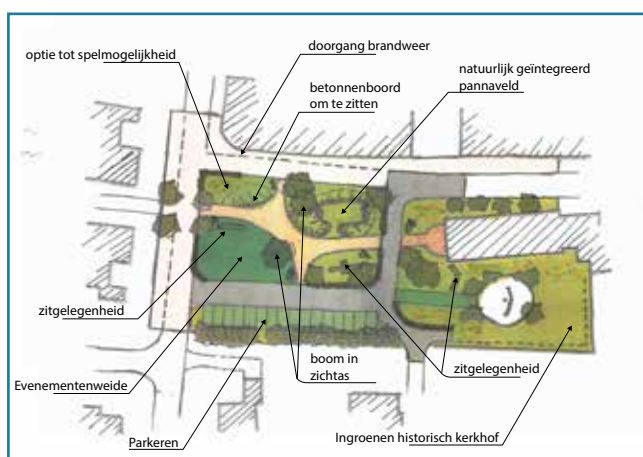 doorgang brandweer
optie tot spelmogelijkheid
betonnenboord
om te zitten
natuurlijk geïntegreerd
pannaveld
zitgelegenheid
Evenementenweide
Parkeren
boom in
zichtas
zitgelegenheid
Ingroenen historisch kerkhof